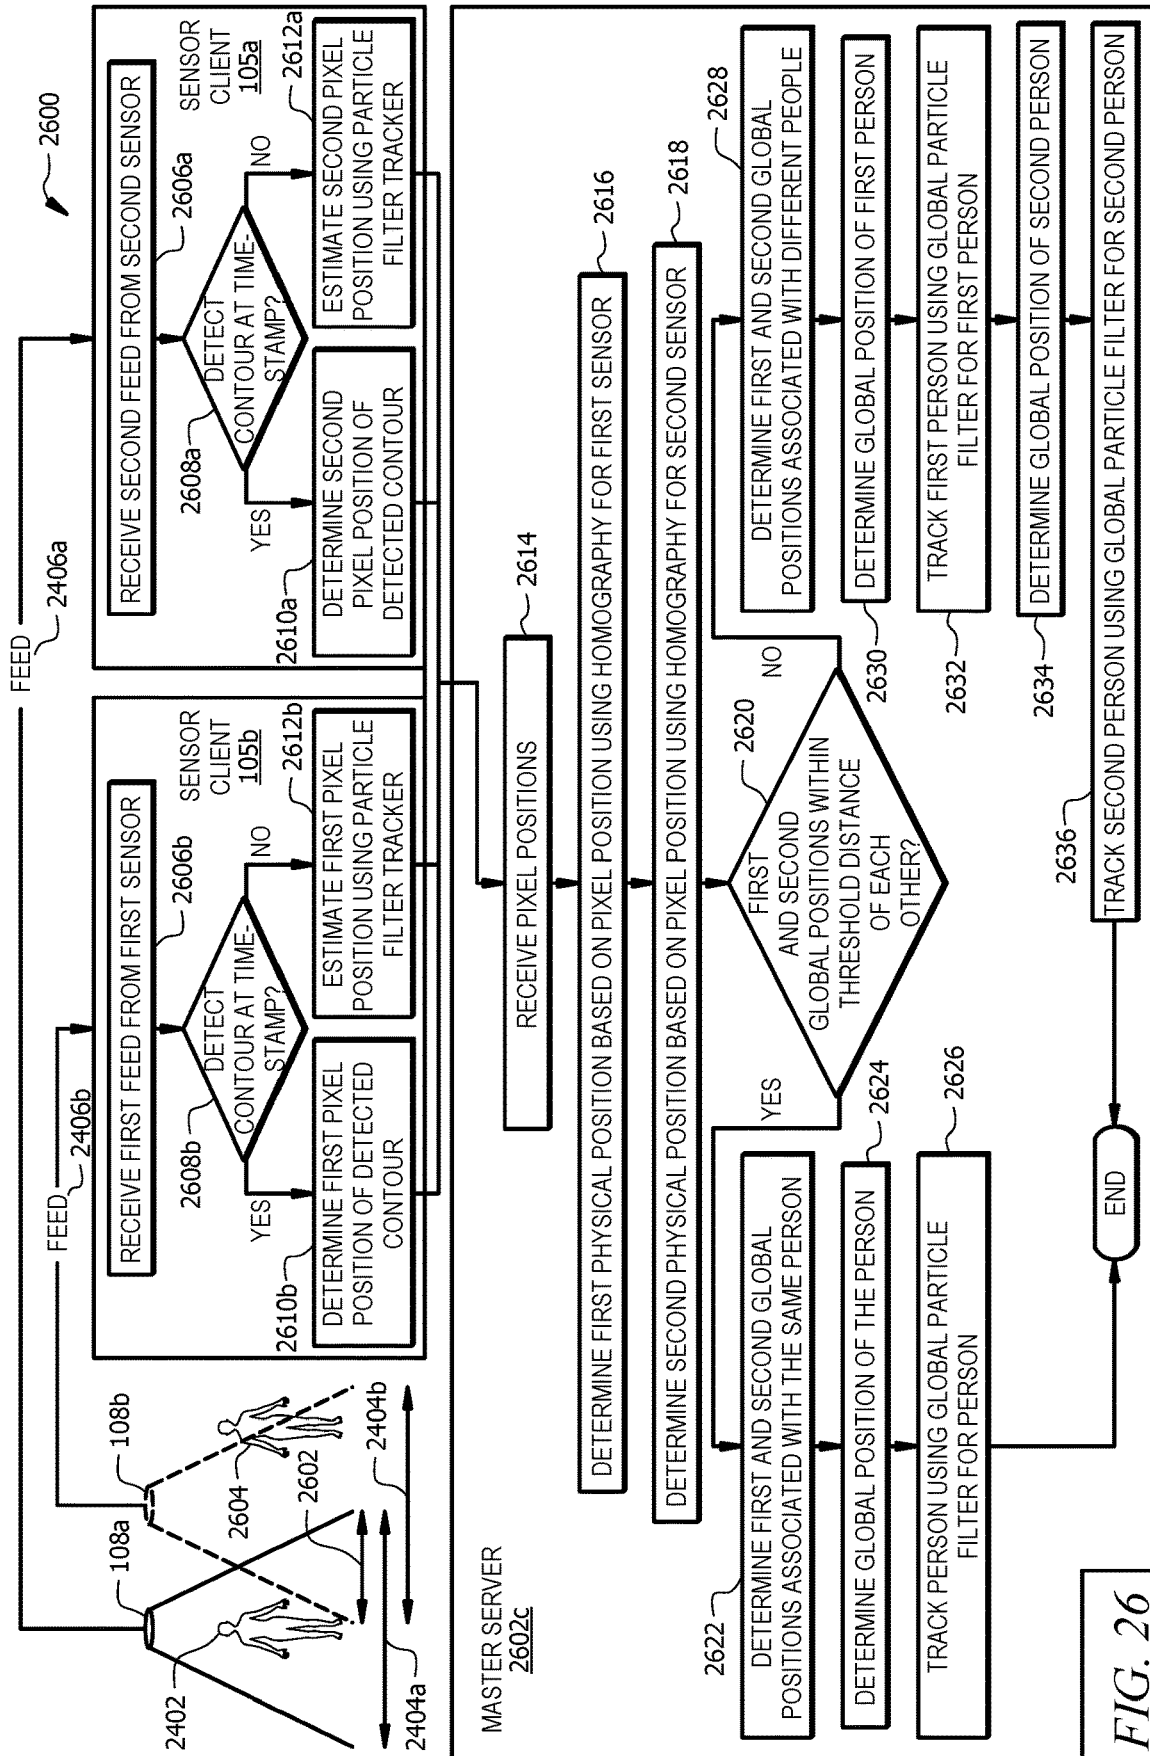 2600
FEED
2406a
FEED
2406b
108a
108b
2402
2604
2602
2404a
2404b
RECEIVE FIRST FEED FROM FIRST SENSOR
2606b
SENSOR
CLIENT
105b
DETECT
CONTOUR AT TIME-
STAMP?
2608b
YES
NO
DETERMINE FIRST PIXEL
POSITION OF DETECTED
CONTOUR
2610b
ESTIMATE FIRST PIXEL
POSITION USING PARTICLE
FILTER TRACKER
2612b
RECEIVE SECOND FEED FROM SECOND SENSOR
2606a
SENSOR
CLIENT
105a
DETECT
CONTOUR AT TIME-
STAMP?
2608a
YES
NO
DETERMINE SECOND
PIXEL POSITION OF
DETECTED CONTOUR
2610a
ESTIMATE SECOND PIXEL
POSITION USING PARTICLE
FILTER TRACKER
2612a
MASTER SERVER
2602c
RECEIVE PIXEL POSITIONS
2614
DETERMINE FIRST PHYSICAL POSITION BASED ON PIXEL POSITION USING HOMOGRAPHY FOR FIRST SENSOR
2616
DETERMINE SECOND PHYSICAL POSITION BASED ON PIXEL POSITION USING HOMOGRAPHY FOR SECOND SENSOR
2618
FIRST
AND SECOND
GLOBAL POSITIONS WITHIN
THRESHOLD DISTANCE
OF EACH
OTHER?
2620
YES
NO
DETERMINE FIRST AND SECOND GLOBAL
POSITIONS ASSOCIATED WITH THE SAME PERSON
2622
DETERMINE GLOBAL POSITION OF THE PERSON
2624
TRACK PERSON USING GLOBAL PARTICLE
FILTER FOR PERSON
2626
DETERMINE FIRST AND SECOND GLOBAL
POSITIONS ASSOCIATED WITH DIFFERENT PEOPLE
2628
DETERMINE GLOBAL POSITION OF FIRST PERSON
2630
TRACK FIRST PERSON USING GLOBAL PARTICLE
FILTER FOR FIRST PERSON
2632
DETERMINE GLOBAL POSITION OF SECOND PERSON
2634
TRACK SECOND PERSON USING GLOBAL PARTICLE FILTER FOR SECOND PERSON
2636
END
FIG. 26